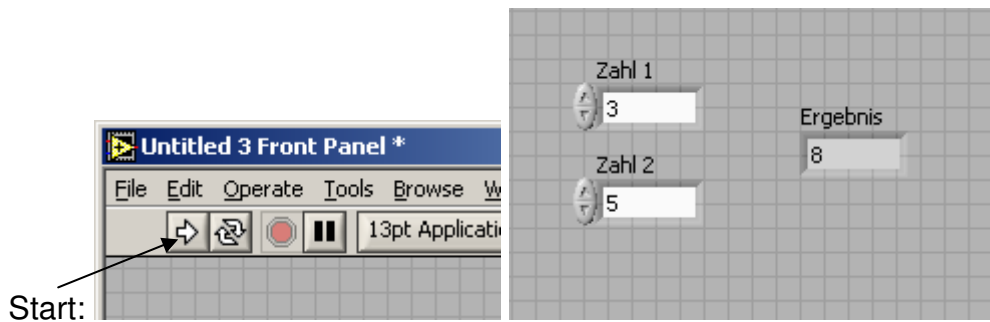 Untitled 3 Front Panel *
File Edit Operate Tools Browse
13pt
Start:
Zahl 1
3
Zahl 2
5
Ergebnis
8